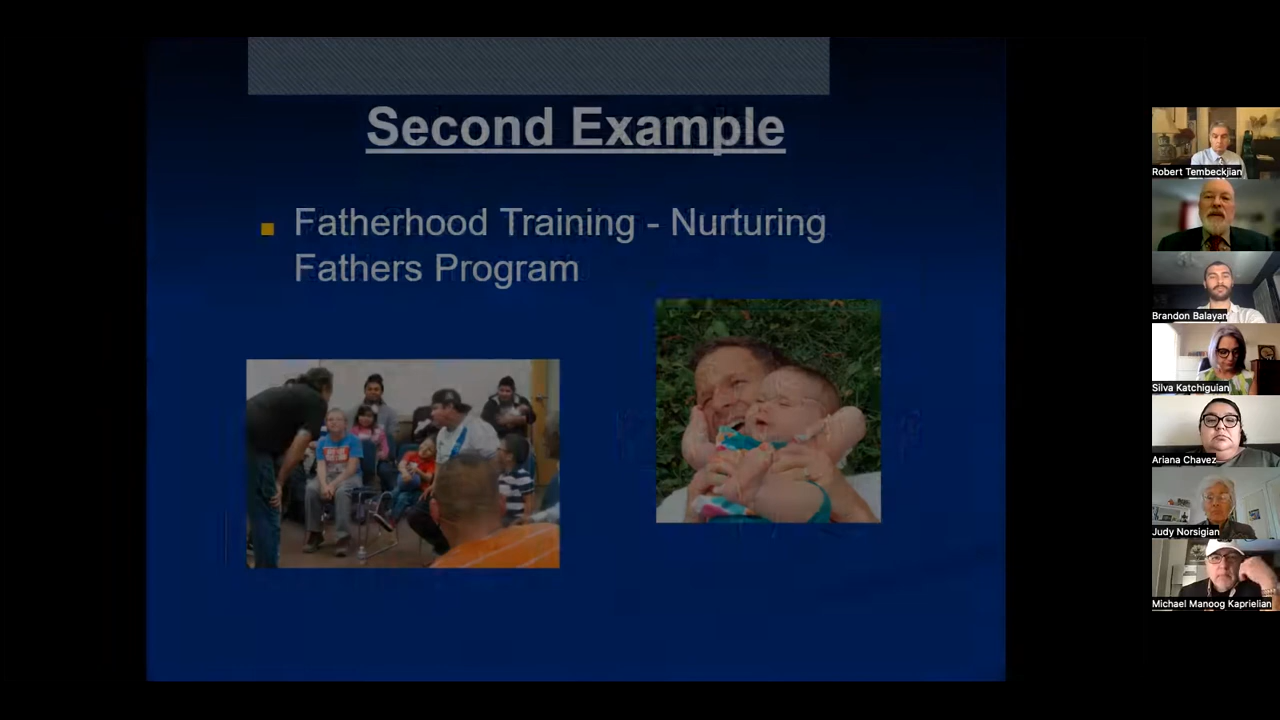 Second Example
Fatherhood Training - Nurturing
Fathers Program
Robert Tembeckjian
Brandon Balayan
Silva Katchiguian
Ariana Chavez
Judy Norsigian
Michael Manoog Kaprielian